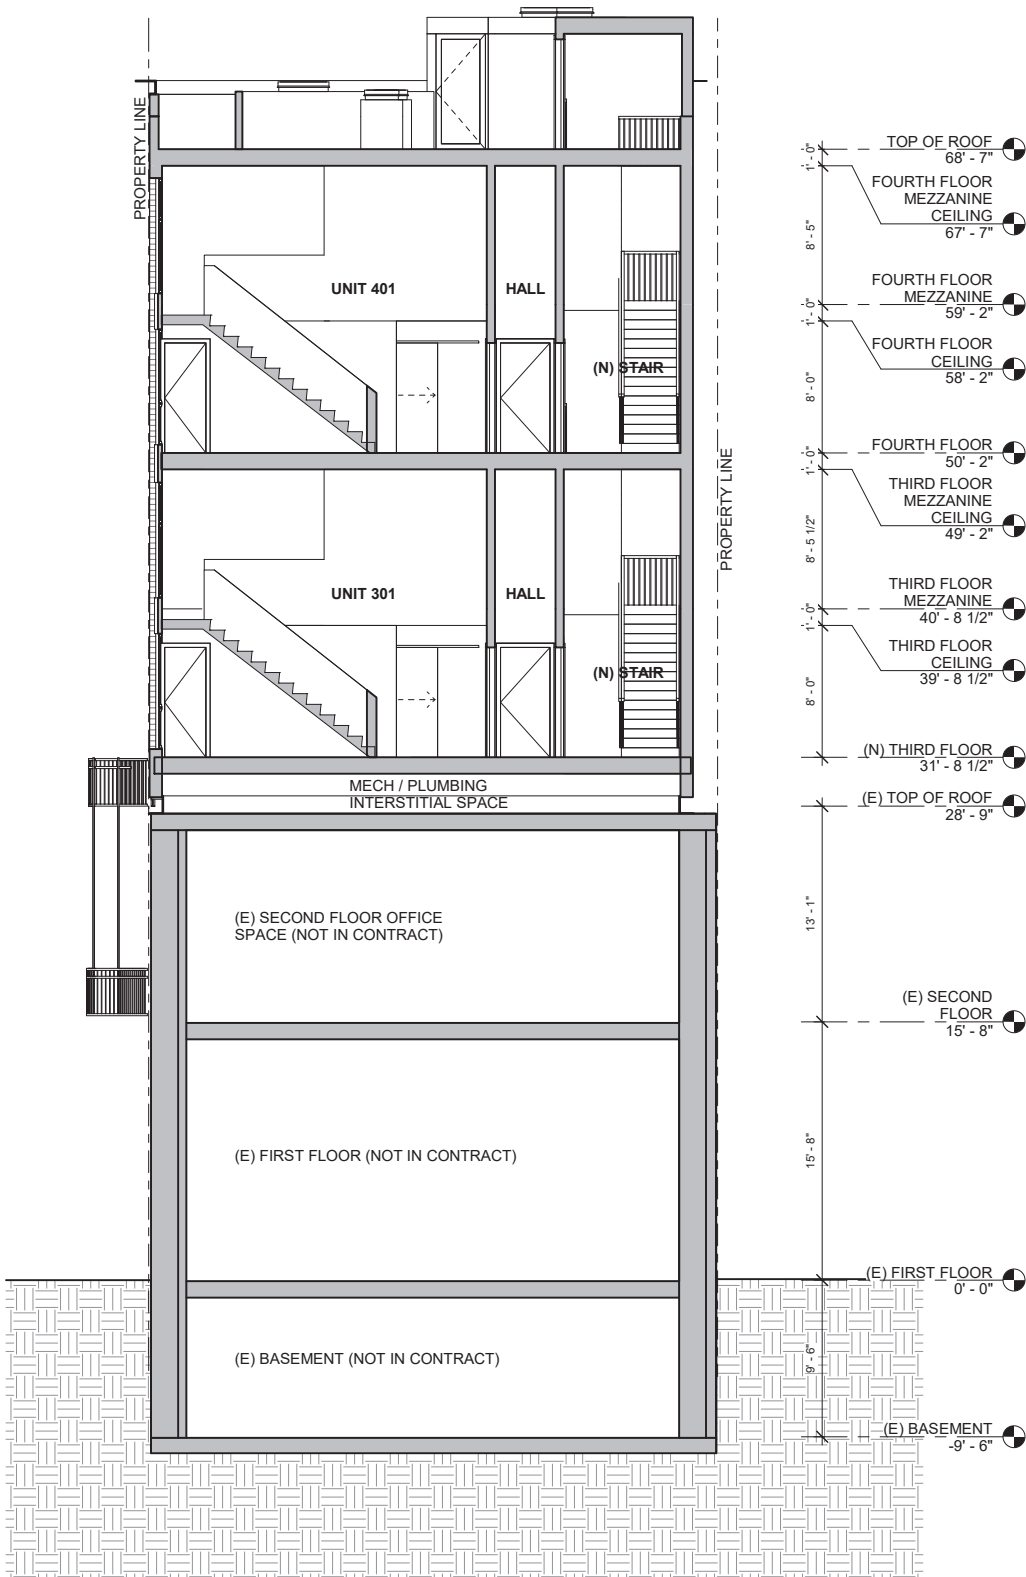 PROPERTY LINE
TOP OF ROOF
68' - 7"
1' - 0"
FOURTH FLOOR
MEZZANINE
CEILING
67' - 7"
8' - 5"
UNIT 401
HALL
FOURTH FLOOR
MEZZANINE
59' - 2"
1' - 0"
FOURTH FLOOR
CEILING
58' - 2"
(N) STAIR
8' - 0"
FOURTH FLOOR
50' - 2"
1' - 0"
PROPERTY LINE
THIRD FLOOR
MEZZANINE
CEILING
49' - 2"
8' - 5 1/2"
UNIT 301
HALL
THIRD FLOOR
MEZZANINE
40' - 8 1/2"
1' - 0"
THIRD FLOOR
CEILING
39' - 8 1/2"
(N) STAIR
8' - 0"
(N) THIRD FLOOR
31' - 8 1/2"
MECH / PLUMBING
INTERSTITIAL SPACE
(E) TOP OF ROOF
28' - 9"
13' - 1"
(E) SECOND FLOOR OFFICE
SPACE (NOT IN CONTRACT)
(E) SECOND
FLOOR
15' - 8"
15' - 8"
(E) FIRST FLOOR (NOT IN CONTRACT)
(E) FIRST FLOOR
0' - 0"
9' - 6"
(E) BASEMENT (NOT IN CONTRACT)
(E) BASEMENT
-9' - 6"